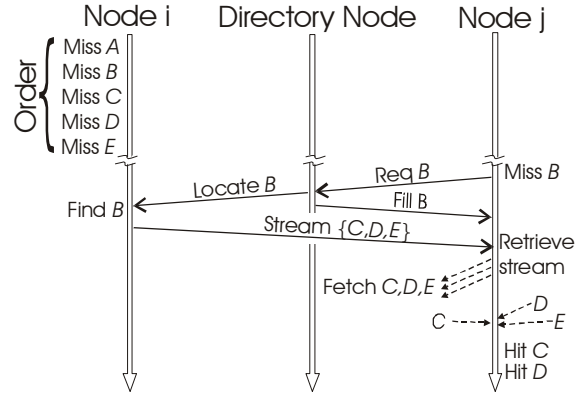 Node i
Directory Node
Node j
Order
Miss A
Miss B
Miss C
Miss D
Miss E
Miss B
Req B
Locate B
Find B
Fill B
Stream {C,D,E}
Retrieve
stream
Fetch C,D,E
D
C
E
Hit C
Hit D